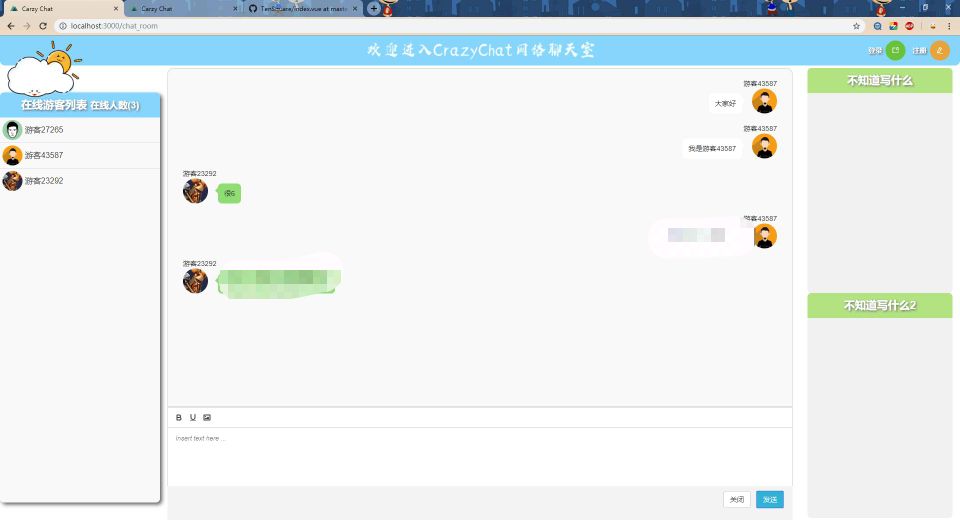 Carzy Chat
Carzy Chat
TenSquare/index.vue at maste
localhost:3000/chat_room
欢迎进入CrazyChat网络聊天室
登录
注册
在线游客列表 在线人数(3)
游客27265
游客43587
游客23292
游客43587
大家好
游客43587
我是游客43587
游客23292
很6
游客43587
游客23292
B U
Insert text here ...
关闭
发送
不知道写什么
不知道写什么2